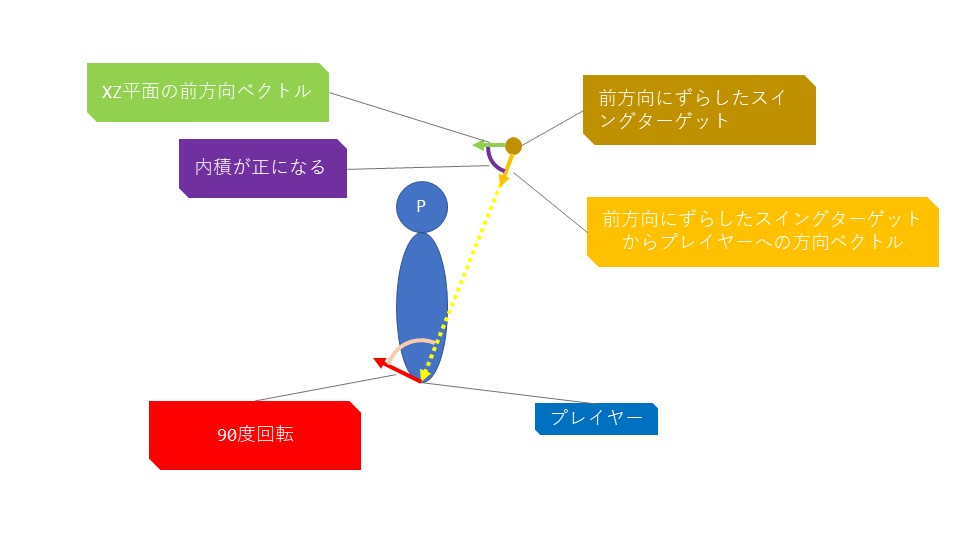 XZ平面の前方向ベクトル
前方向にずらしたスイ
ングターゲット
内積が正になる
P
前方向にずらしたスイングターゲット
からプレイヤーへの方向ベクトル
90度回転
プレイヤー